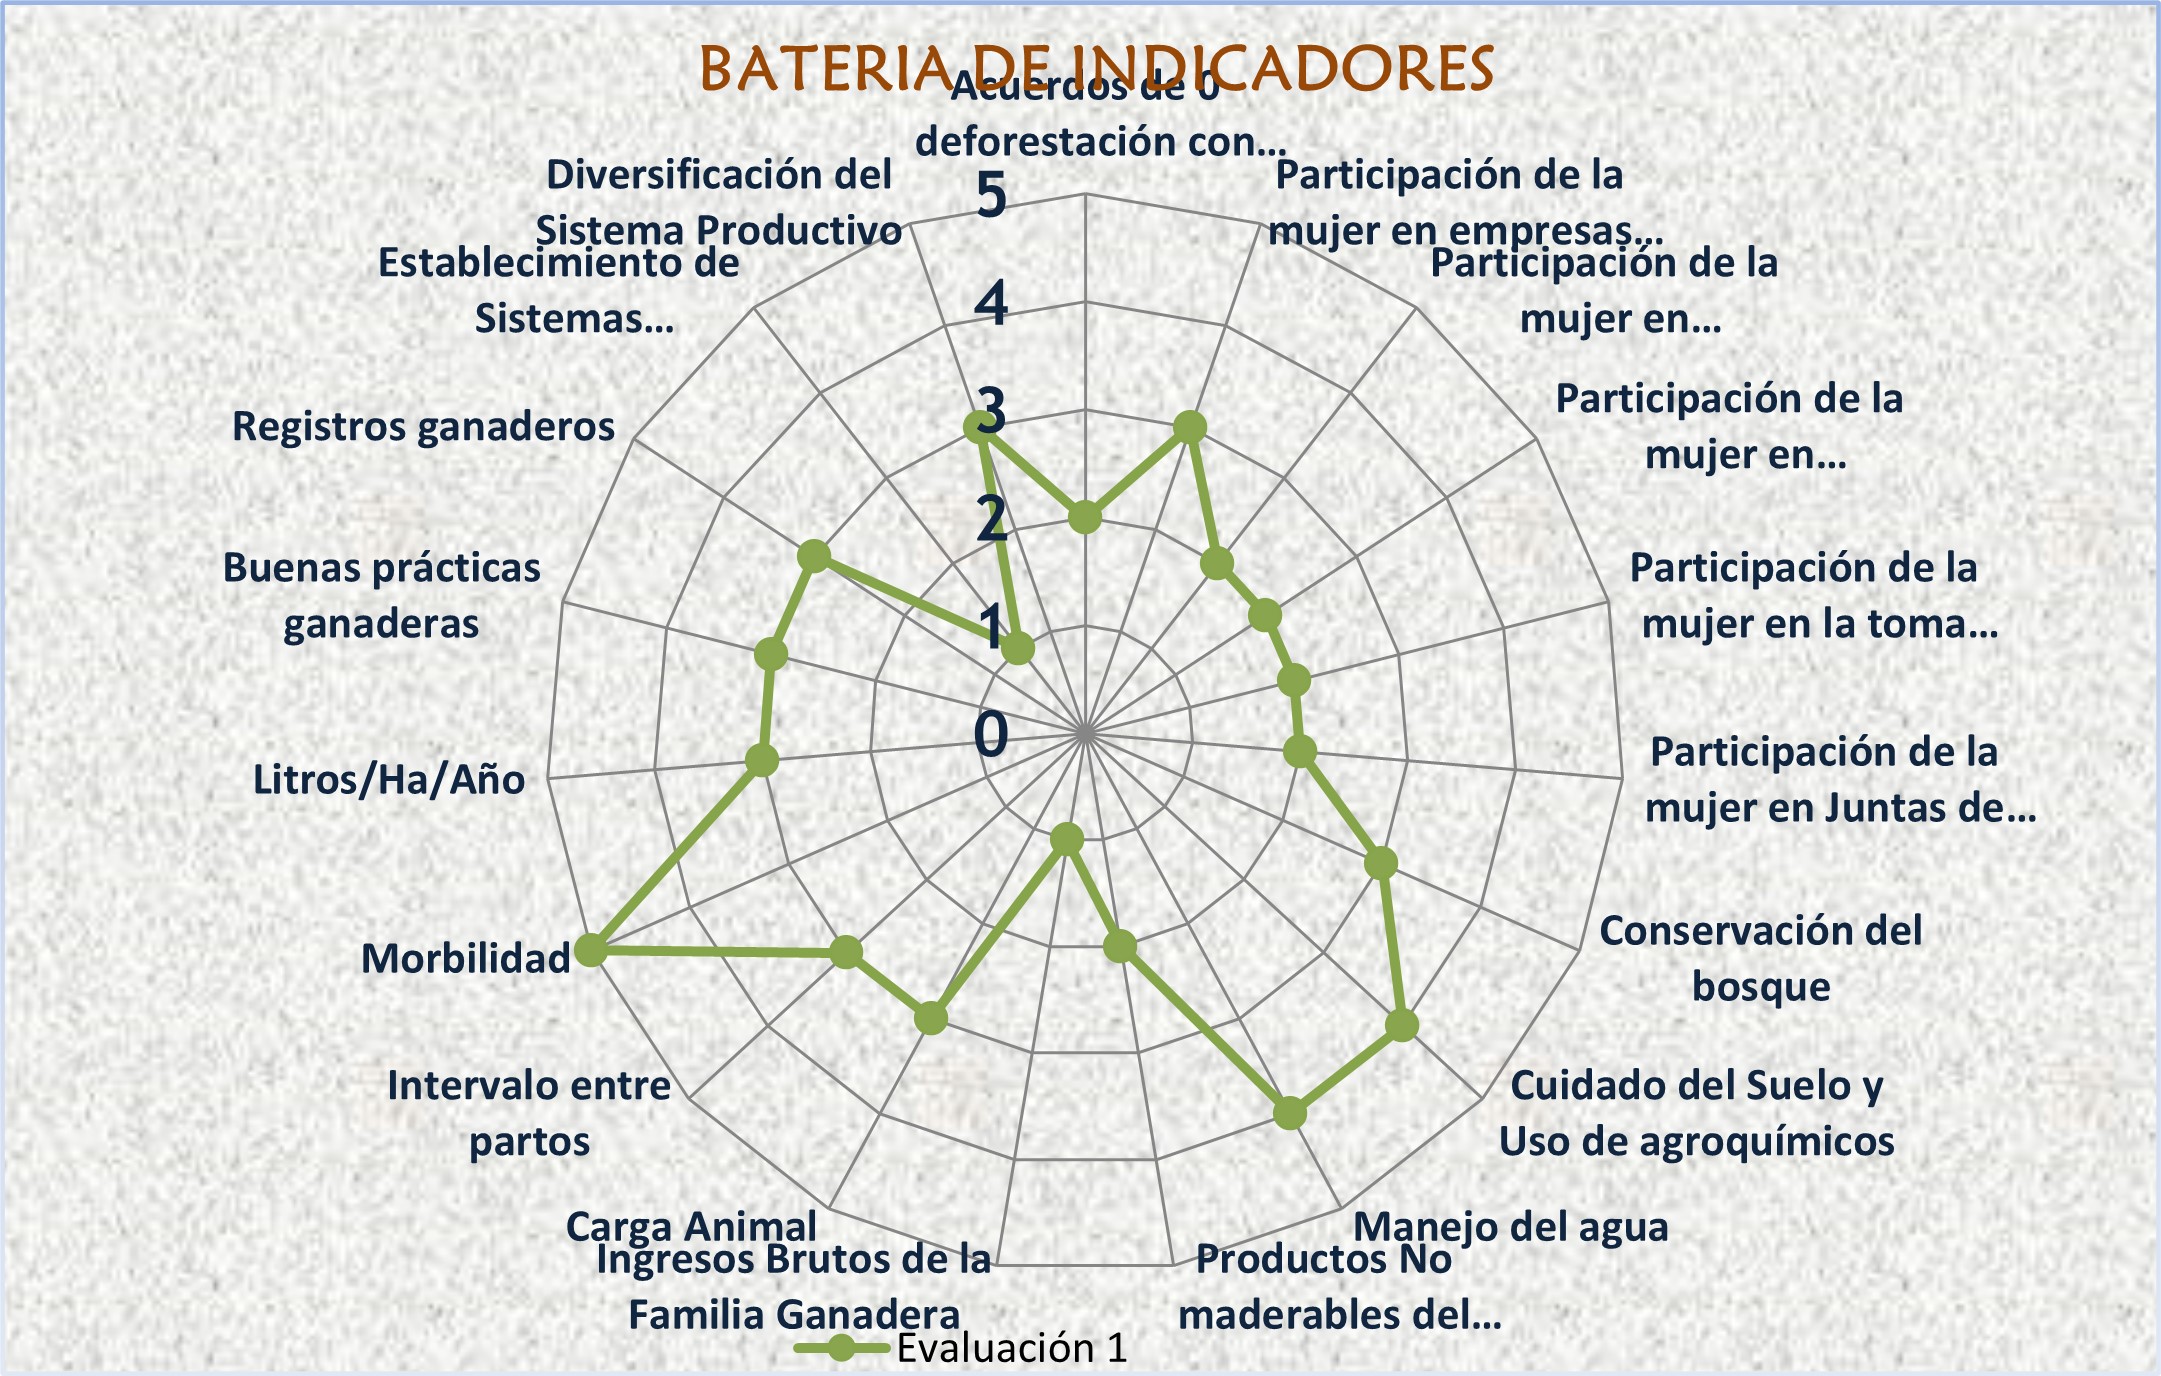 BATERIA DE INDICADORES
Acuerdos de 0
deforestación con...
Participación de la
mujer en empresas...
Participación de la
mujer en...
Participación de la
mujer en...
Participación de la
mujer en la toma...
Participación de la
mujer en Juntas de...
Conservación del
bosque
Cuidado del Suelo y
Uso de agroquímicos
Manejo del agua
Productos No
maderables del...
Ingresos Brutos de la
Familia Ganadera
Carga Animal
Intervalo entre
partos
Morbilidad
Litros/Ha/Año
Buenas prácticas
ganaderas
Registros ganaderos
Establecimiento de
Sistemas...
Diversificación del
Sistema Productivo
5
4
3
2
1
0
Evaluación 1